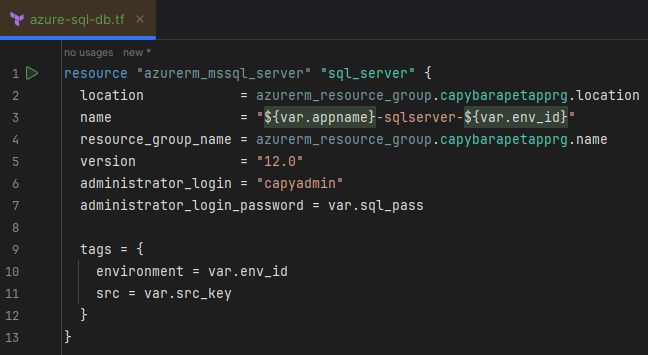 azure-sql-db.tf ×
no usages new *
1 resource "azurerm_mssql_server" "sql_server" {
2 location = azurerm_resource_group.capybarapetapprg.location
3 name = "${var.appname}-sqlserver-${var.env_id}"
4 resource_group_name = azurerm_resource_group.capybarapetapprg.name
5 version = "12.0"
6 administrator_login = "capyadmin"
7 administrator_login_password = var.sql_pass
8
9 tags = {
10 environment = var.env_id
11 src = var.src_key
12 }
13 }